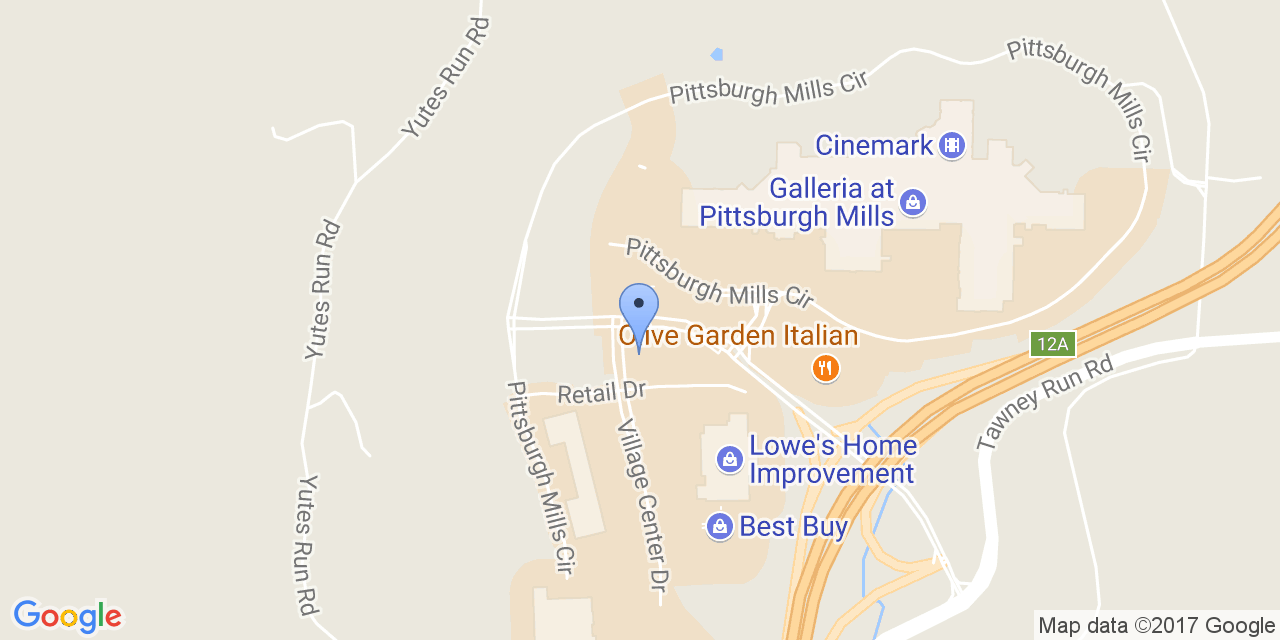 Yutes Run Rd
Pittsburgh Mills Cir
Pittsburgh Mills Cir
Cinemark
Galleria at
Pittsburgh Mills
Yutes Run Rd
Pittsburgh Mills Cir
Olive Garden Italian
12A
Tawney Run Rd
Retail Dr
Pittsburgh Mills Cir
Village Center Dr
Lowe's Home
Improvement
Yutes Run Rd
Best Buy
Google
Map data ©2017 Google